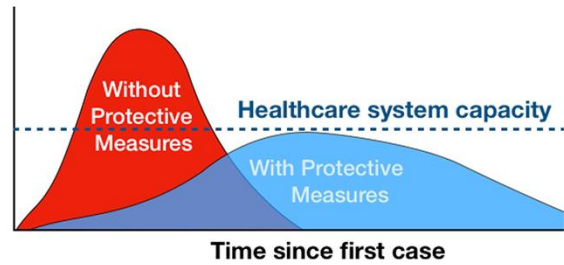 Without
Protective
Measures
Healthcare system capacity
With Protective
Measures
Time since first case